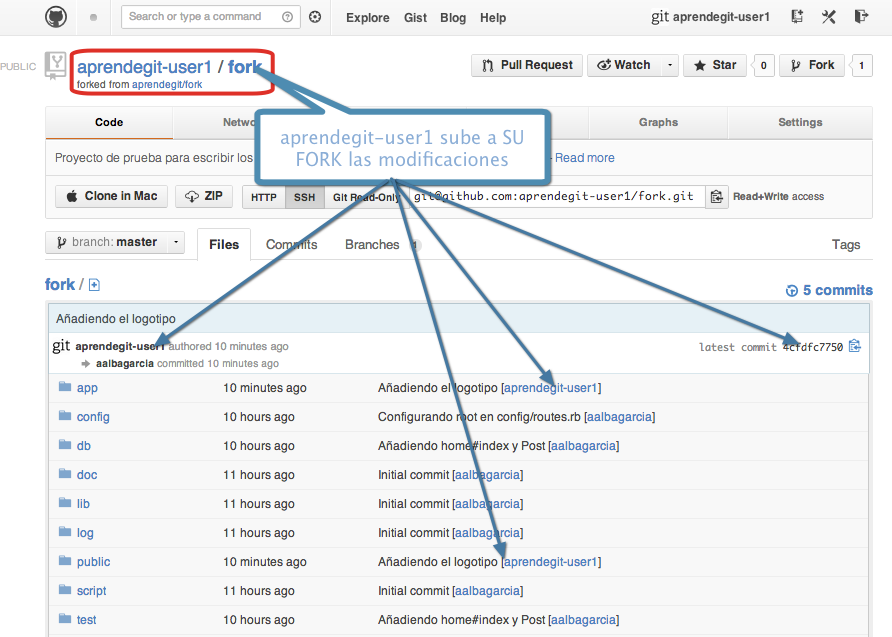 Search or type a command
Explore Gist Blog Help
git aprendegit-user1
PUBLIC
aprendegit-user1 / fork
forked from aprendegit/fork
Pull Request
Watch
Star 0
Fork 1
Code
Graphs
Settings
aprendegit-user1 sube a SU
FORK las modificaciones
Proyecto de prueba para escribir los
Read more
Clone in Mac
ZIP
HTTP
SSH
Git Read-Only
git@github.com:aprendegit-user1/fork.git
Read+Write access
branch: master
Files
Commits
Branches
Tags
fork /
5 commits
Añadiendo el logotipo
git aprendegit-user1 authored 10 minutes ago
latest commit 4cfdfc7750
aalbagarcia committed 10 minutes ago
app 10 minutes ago Añadiendo el logotipo [aprendegit-user1]
config 10 hours ago Configurando root en config/routes.rb [aalbagarcia]
db 10 hours ago Añadiendo home#index y Post [aalbagarcia]
doc 11 hours ago Initial commit [aalbagarcia]
lib 11 hours ago Initial commit [aalbagarcia]
log 11 hours ago Initial commit [aalbagarcia]
public 10 minutes ago Añadiendo el logotipo [aprendegit-user1]
script 11 hours ago Initial commit [aalbagarcia]
test 10 hours ago Añadiendo home#index y Post [aalbagarcia]